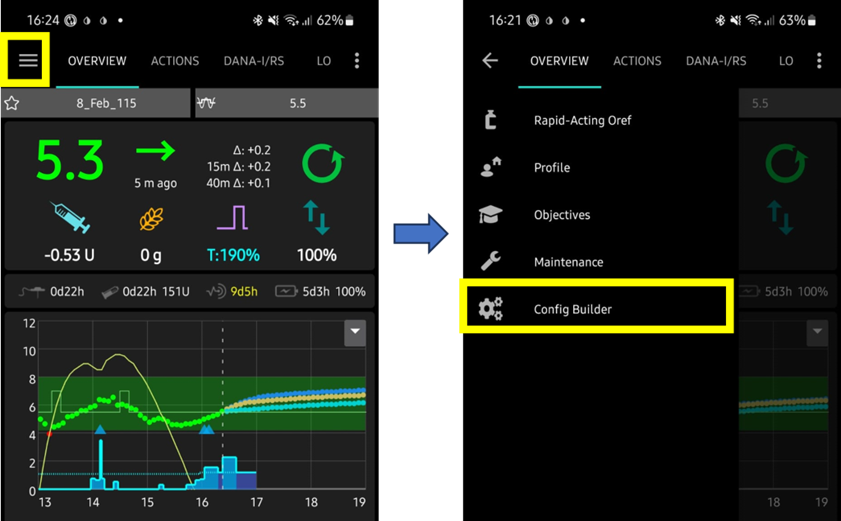 16:24 62%
OVERVIEW ACTIONS DANA-I/RS LO
8_Feb_115 5.5
5.3
5 m ago
Δ: +0.2
15m Δ: +0.2
40m Δ: +0.1
-0.53 U 0 g T:190% 100%
0d22h 0d22h 151U 9d5h 5d3h 100%
12
10
8
6
4
2
0
13 14 15 16 17 18 19
16:21 63%
OVERVIEW ACTIONS DANA-I/RS LO
5.5
Rapid-Acting Oref
Profile
Objectives
Maintenance
Config Builder
100%
5d3h 100%
18 19